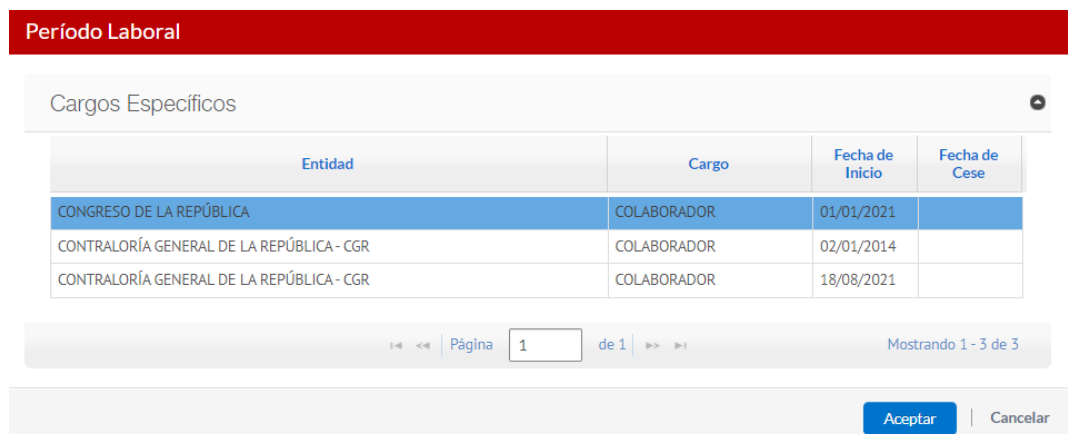 Período Laboral
Cargos Específicos
Entidad Cargo Fecha de Inicio Fecha de Cese
CONGRESO DE LA REPÚBLICA COLABORADOR 01/01/2021
CONTRALORÍA GENERAL DE LA REPÚBLICA - CGR COLABORADOR 02/01/2014
CONTRALORÍA GENERAL DE LA REPÚBLICA - CGR COLABORADOR 18/08/2021
Página 1 de 1 Mostrando 1 - 3 de 3
Aceptar | Cancelar